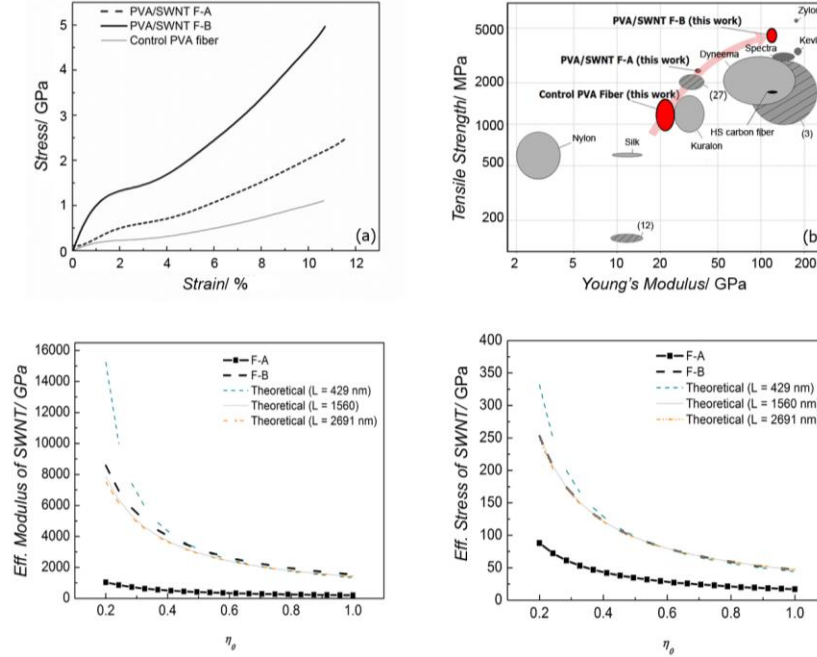 PVA/SWNT F-A
PVA/SWNT F-B
Control PVA fiber
Stress/ GPa
6
5
4
3
2
1
0
(a)
0 2 4 6 8 10 12
Strain/ %
PVA/SWNT F-B (this work)
Zylon
Spectra
Dyneema
PVA/SWNT F-A (this work)
(27)
Control PVA Fiber (this work)
HS carbon fiber
(3)
Nylon
Silk
Kuralon
(12)
Tensile Strength/ MPa
5000
2000
1000
500
200
2 5 10 20 50 100 200
Young's Modulus/ GPa
F-A
F-B
Theoretical (L = 429 nm)
Theoretical (L = 1560)
Theoretical (L = 2691 nm)
Eff. Modulus of SWNT/ GPa
16000
14000
12000
10000
8000
6000
4000
2000
0
0.2 0.4 0.6 0.8 1.0
F-A
F-B
Theoretical (L = 429 nm)
Theoretical (L = 1560 nm)
Theoretical (L = 2691 nm)
Eff. Stress of SWNT/ GPa
400
350
300
250
200
150
100
50
0
0.2 0.4 0.6 0.8 1.0